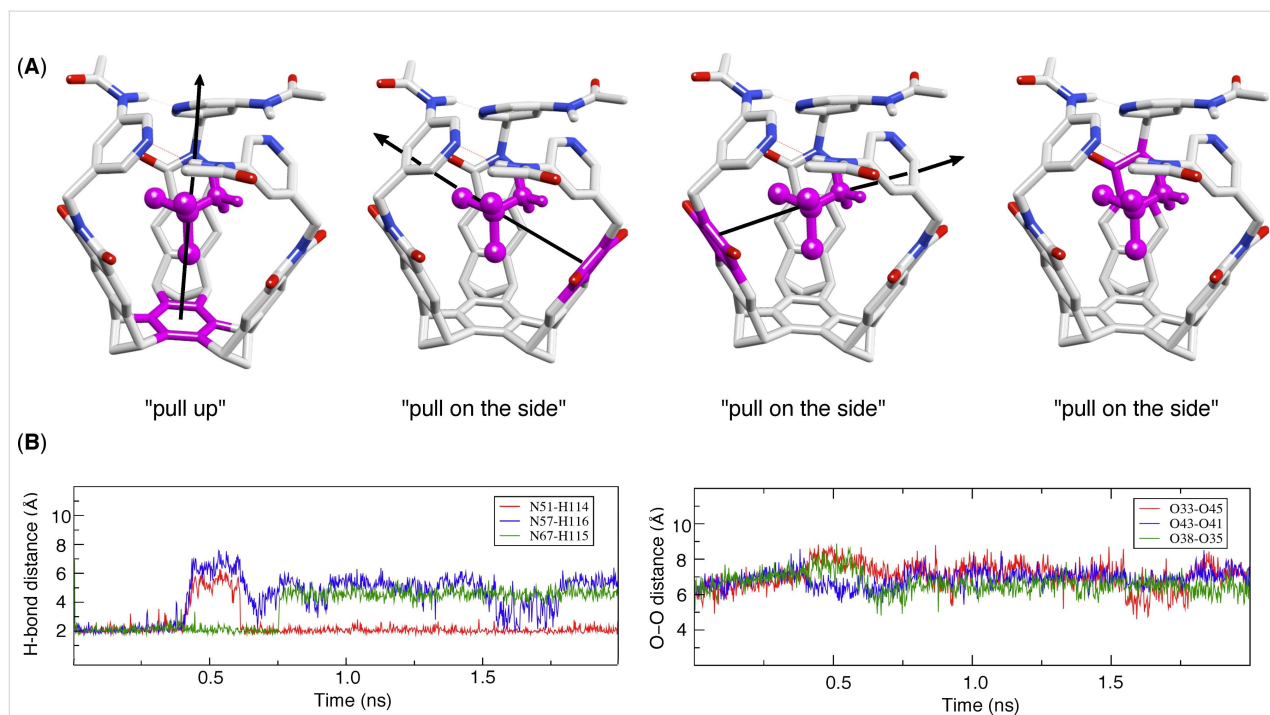 (A)
"pull up" "pull on the side" "pull on the side" "pull on the side"
(B)
H-bond distance (Å)
10
8
6
4
2
N51-H114
N57-H116
N67-H115
0.5 1.0 1.5
Time (ns)
O–O distance (Å)
10
8
6
4
O33-O45
O43-O41
O38-O35
0.5 1.0 1.5
Time (ns)